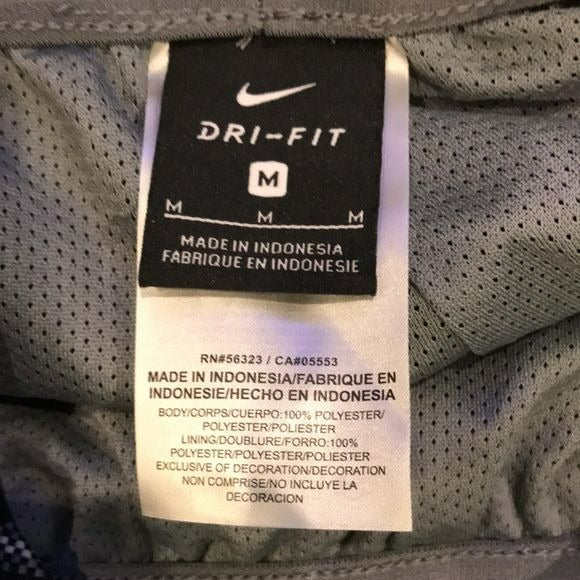 DRI-FIT
M
M M M
MADE IN INDONESIA
FABRIQUE EN INDONESIE
RN#56323 / CA#05553
MADE IN INDONESIA/FABRIQUE EN
INDONESIE/HECHO EN INDONESIA
BODY/CORPS/CUERPO:100% POLYESTER/
POLYESTER/POLIESTER
LINING/DOUBLURE/FORRO:100%
POLYESTER/POLYESTER/POLIESTER
EXCLUSIVE OF DECORATION/DECORATION
NON COMPRISE/NO INCLUYE LA
DECORACION